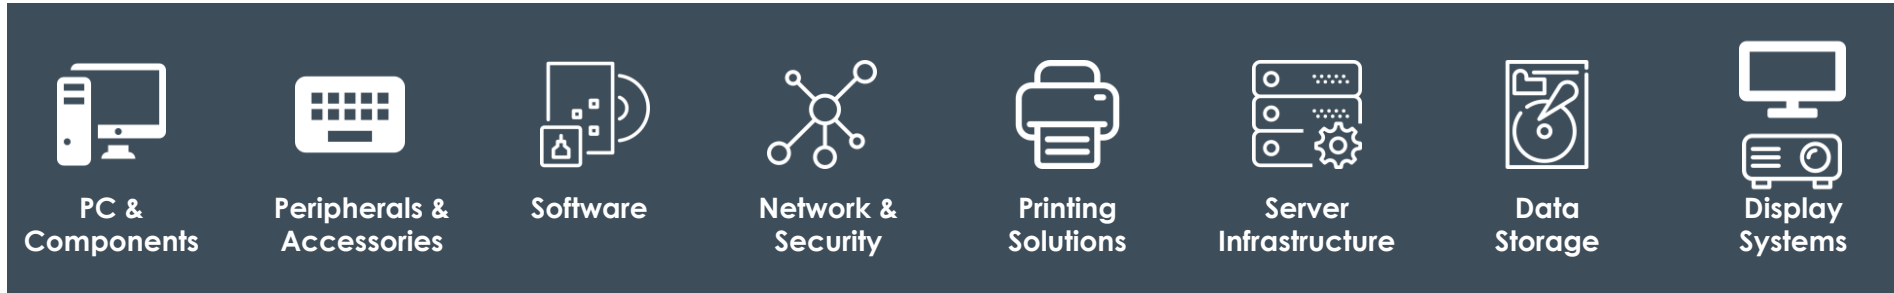 PC &
Components
Peripherals &
Accessories
Software
Network &
Security
Printing
Solutions
Server
Infrastructure
Data
Storage
Display
Systems